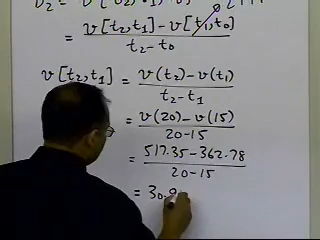 = v[t₂,t₁]-v[t₁,t₀]
t₂-t₀
v[t₂,t₁] = v(t₂)-v(t₁)
t₂-t₁
= v(20)-v(15)
20-15
= 517.35-362.78
20-15
= 30.9